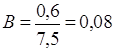 B = 0,6/7,5 = 0,08